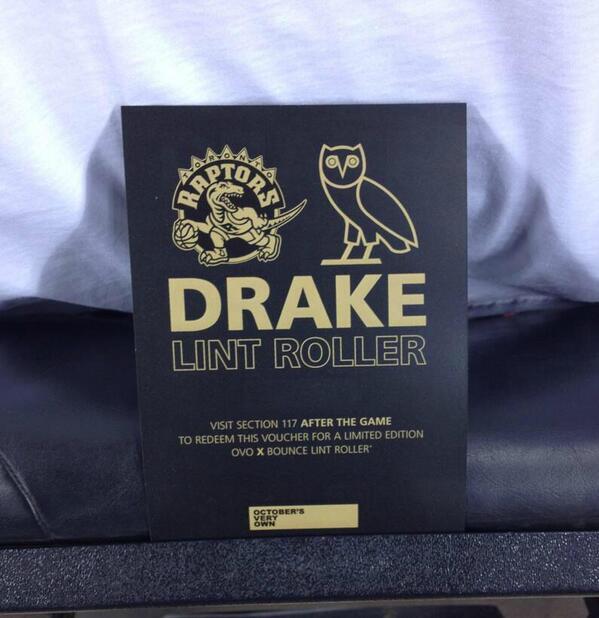 TORONTO
RAPTORS
DRAKE
LINT ROLLER
VISIT SECTION 117 AFTER THE GAME
TO REDEEM THIS VOUCHER FOR A LIMITED EDITION
OVO X BOUNCE LINT ROLLER*
OCTOBER'S
VERY
OWN